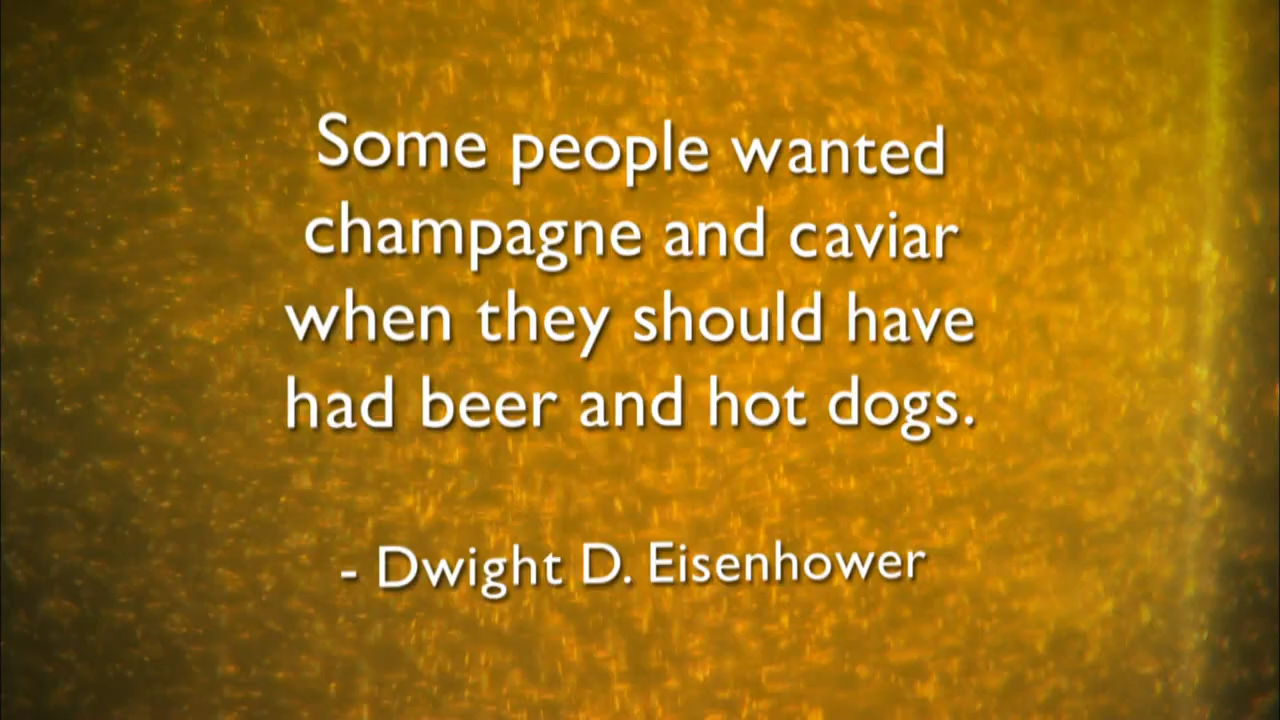 Some people wanted
champagne and caviar
when they should have
had beer and hot dogs.
- Dwight D. Eisenhower